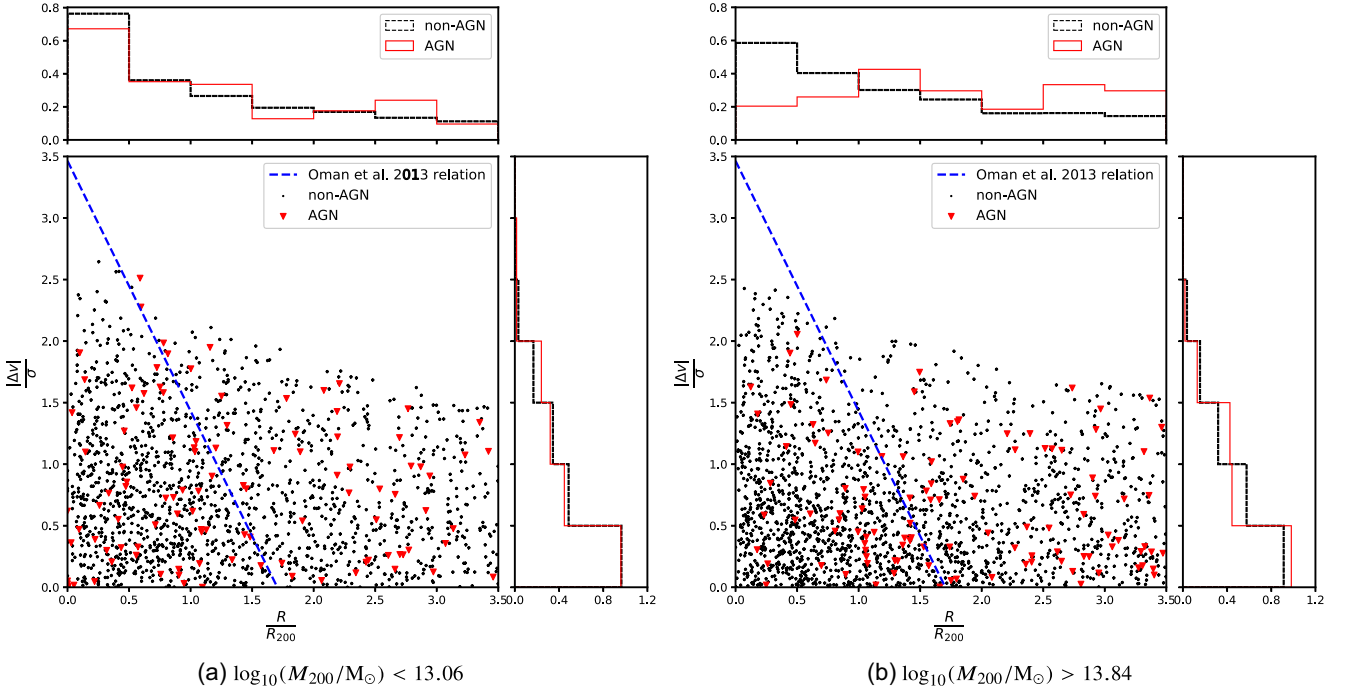 0.8
0.6
0.4
0.2
0.0
non-AGN
AGN
3.5
3.0
2.5
2.0
1.5
1.0
0.5
0.0
|Δv|
σ
Oman et al. 2013 relation
non-AGN
AGN
0.0 0.5 1.0 1.5 2.0 2.5 3.0 3.5
0.0 0.4 0.8 1.2
R
R200
(a) log10(M200/M⊙) < 13.06
0.8
0.6
0.4
0.2
0.0
non-AGN
AGN
3.5
3.0
2.5
2.0
1.5
1.0
0.5
0.0
|Δv|
σ
Oman et al. 2013 relation
non-AGN
AGN
0.0 0.5 1.0 1.5 2.0 2.5 3.0 3.5
0.0 0.4 0.8 1.2
R
R200
(b) log10(M200/M⊙) > 13.84